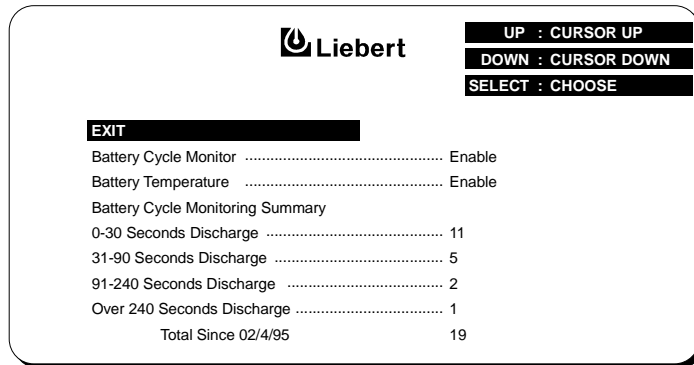 Liebert
UP : CURSOR UP
DOWN : CURSOR DOWN
SELECT : CHOOSE
EXIT
Battery Cycle Monitor ........................................ Enable
Battery Temperature ........................................ Enable
Battery Cycle Monitoring Summary
0-30 Seconds Discharge ........................................ 11
31-90 Seconds Discharge ........................................ 5
91-240 Seconds Discharge ........................................ 2
Over 240 Seconds Discharge ........................................ 1
Total Since 02/4/95 19